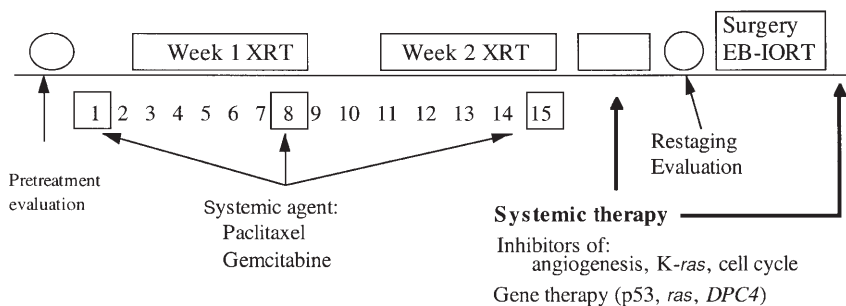 Week 1 XRT
Week 2 XRT
Surgery
EB-IORT
1 2 3 4 5 6 7 8 9 10 11 12 13 14 15
Pretreatment
evaluation
Systemic agent:
Paclitaxel
Gemcitabine
Restaging
Evaluation
Systemic therapy
Inhibitors of:
angiogenesis, K-ras, cell cycle
Gene therapy (p53, ras, DPC4)